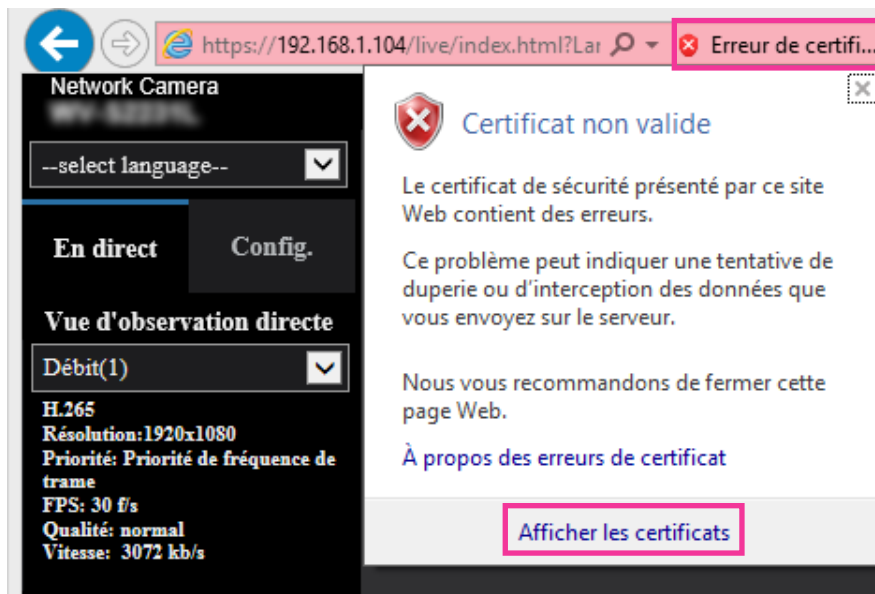 https://192.168.1.104/live/index.html?Lar
Erreur de certifi...
Network Camera
--select language--
En direct
Config.
Vue d'observation directe
Débit(1)
H.265
Résolution:1920x1080
Priorité: Priorité de fréquence de
trame
FPS: 30 f/s
Qualité: normal
Vitesse: 3072 kb/s
Certificat non valide
Le certificat de sécurité présenté par ce site
Web contient des erreurs.
Ce problème peut indiquer une tentative de
duperie ou d'interception des données que
vous envoyez sur le serveur.
Nous vous recommandons de fermer cette
page Web.
À propos des erreurs de certificat
Afficher les certificats